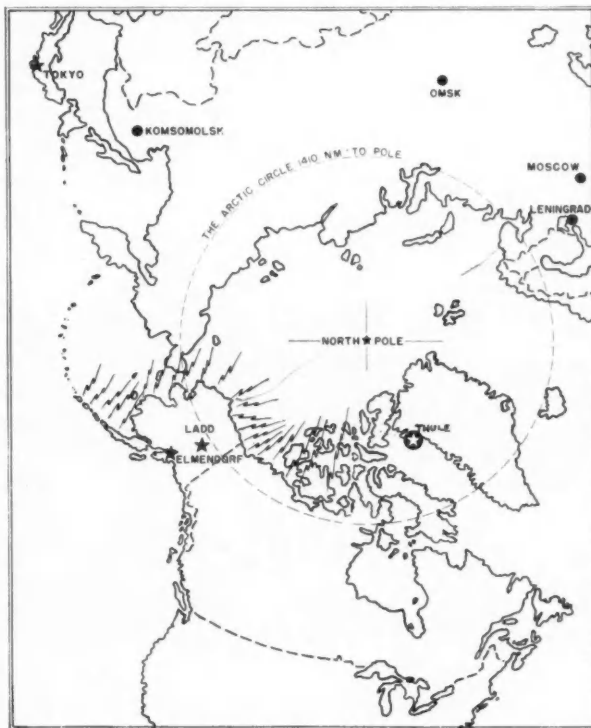 TOKYO
OMSK
KOMSOMOLSK
THE ARCTIC CIRCLE 1410 NM. TO POLE
MOSCOW
LENINGRAD
NORTH POLE
LADD
THULE
ELMENDORF